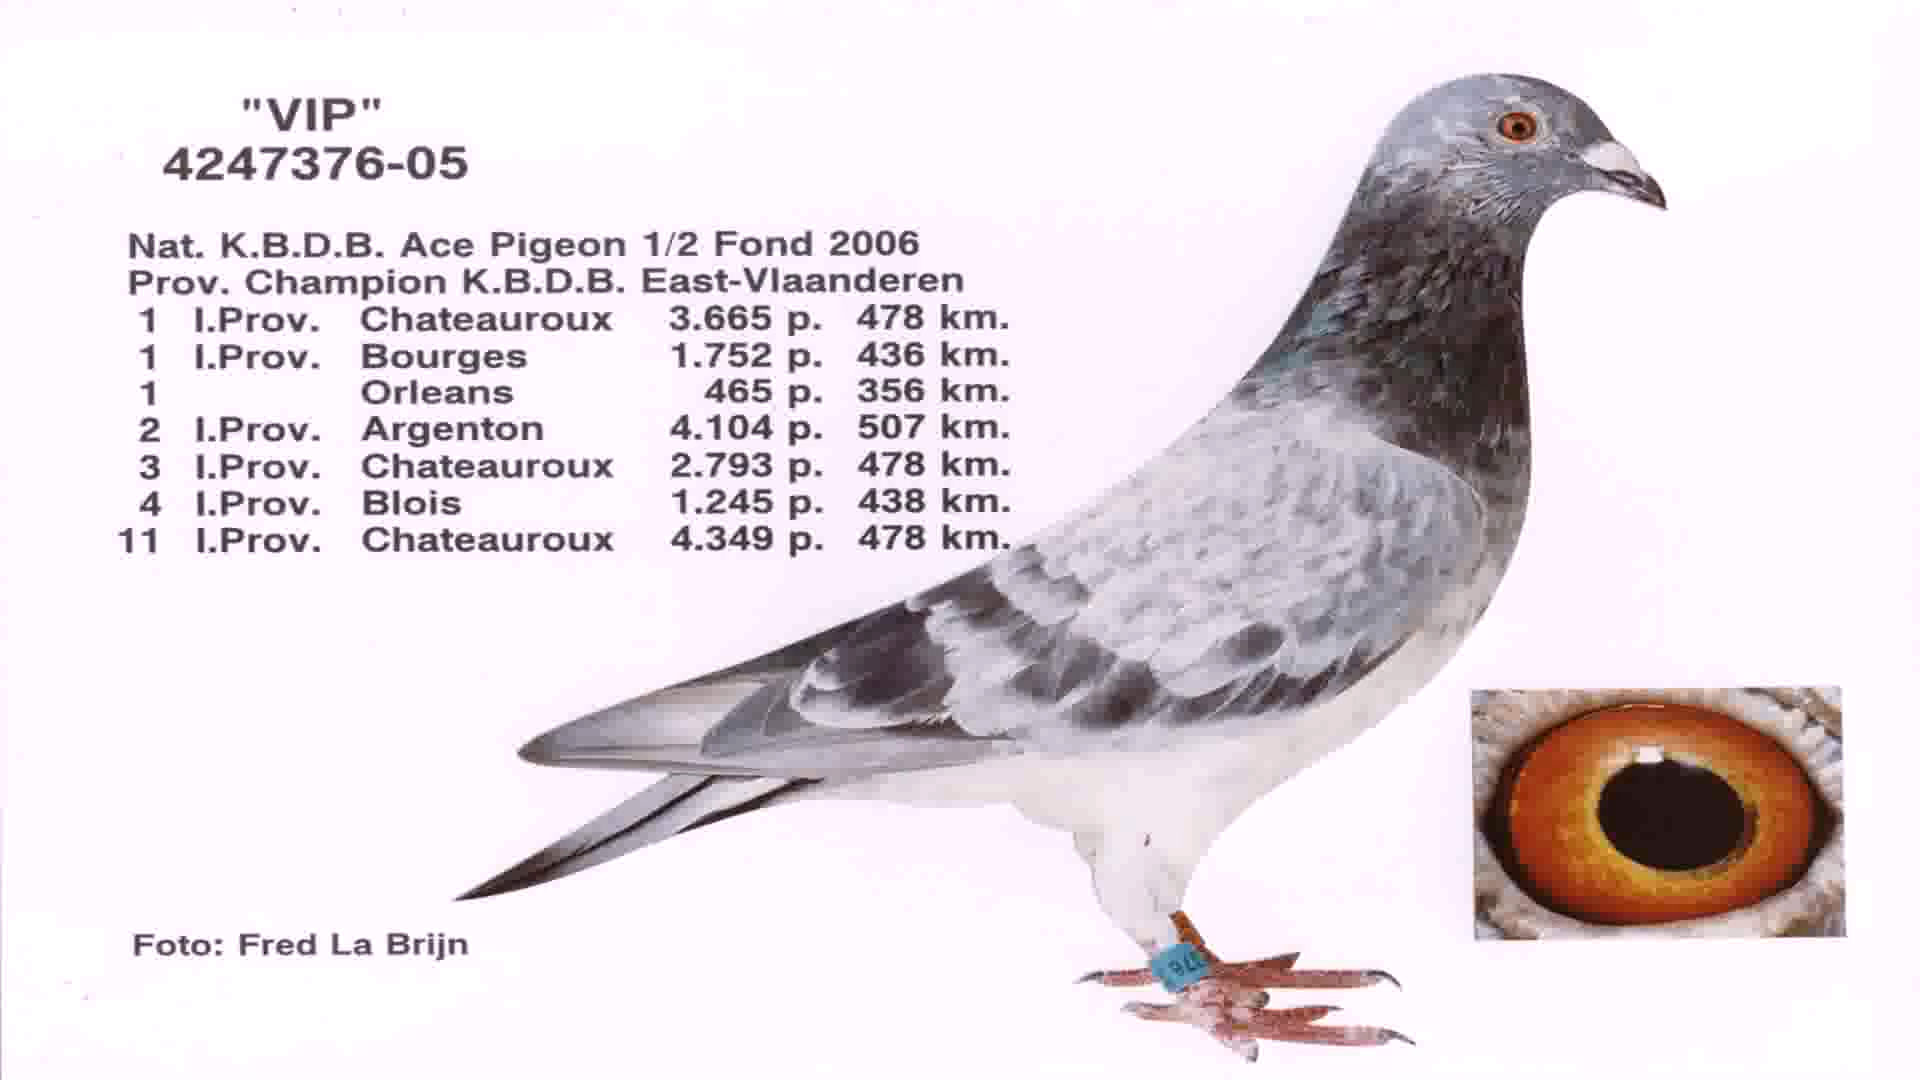 "VIP"
4247376-05
Nat. K.B.D.B. Ace Pigeon 1/2 Fond 2006
Prov. Champion K.B.D.B. East-Vlaanderen
1 I.Prov. Chateauroux 3.665 p. 478 km.
1 I.Prov. Bourges 1.752 p. 436 km.
1 Orleans 465 p. 356 km.
2 I.Prov. Argenton 4.104 p. 507 km.
3 I.Prov. Chateauroux 2.793 p. 478 km.
4 I.Prov. Blois 1.245 p. 438 km.
11 I.Prov. Chateauroux 4.349 p. 478 km.
Foto: Fred La Brijn